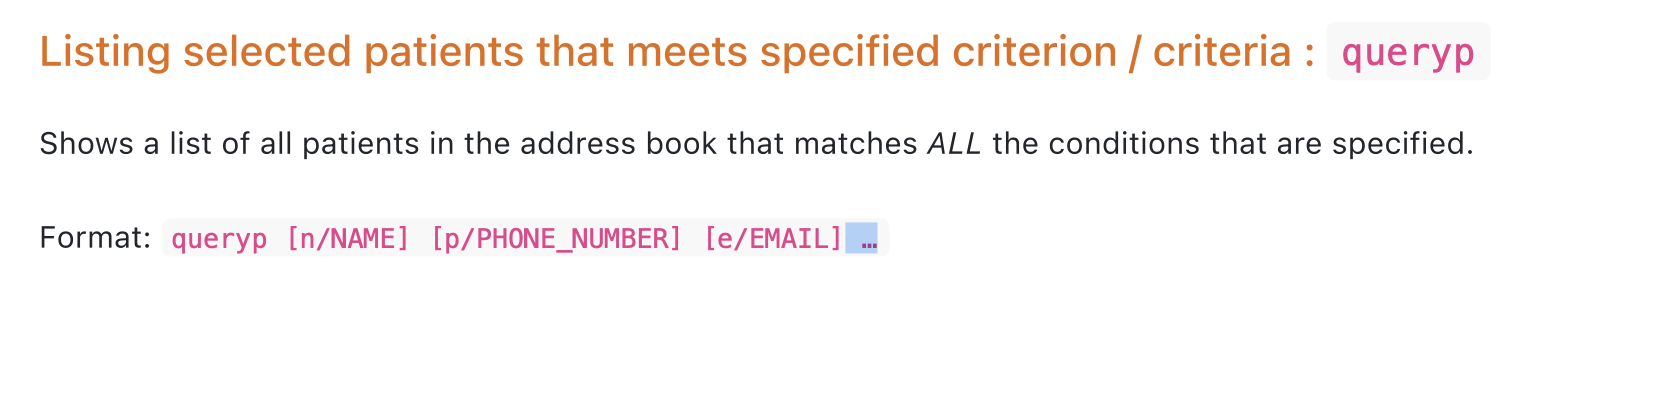 Listing selected patients that meets specified criterion / criteria : queryp
Shows a list of all patients in the address book that matches ALL the conditions that are specified.
Format: queryp [n/NAME] [p/PHONE_NUMBER] [e/EMAIL] …